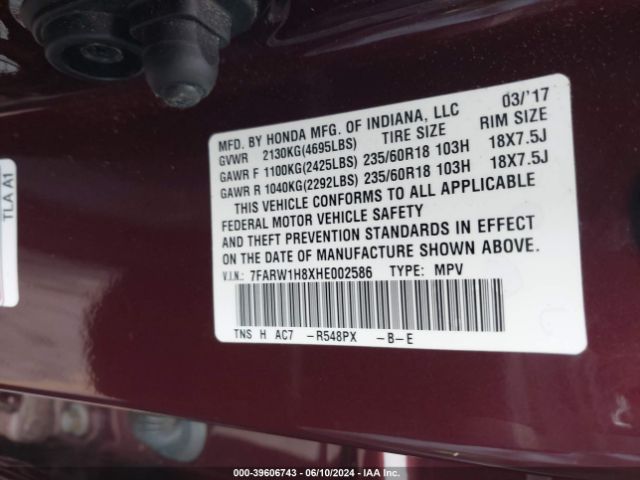 MFD. BY HONDA MFG. OF INDIANA, LLC 03/'17
GVWR 2130KG(4695LBS) TIRE SIZE RIM SIZE
GAWR F 1100KG(2425LBS) 235/60R18 103H 18X7.5J
GAWR R 1040KG(2292LBS) 235/60R18 103H 18X7.5J
THIS VEHICLE CONFORMS TO ALL APPLICABLE
FEDERAL MOTOR VEHICLE SAFETY
AND THEFT PREVENTION STANDARDS IN EFFECT
ON THE DATE OF MANUFACTURE SHOWN ABOVE.
V.I.N.: 7FARW1H8XHE002586 TYPE: MPV
TNS H AC7 -R548PX -B-E
TLA A1
000-39606743 - 06/10/2024 - IAA Inc.